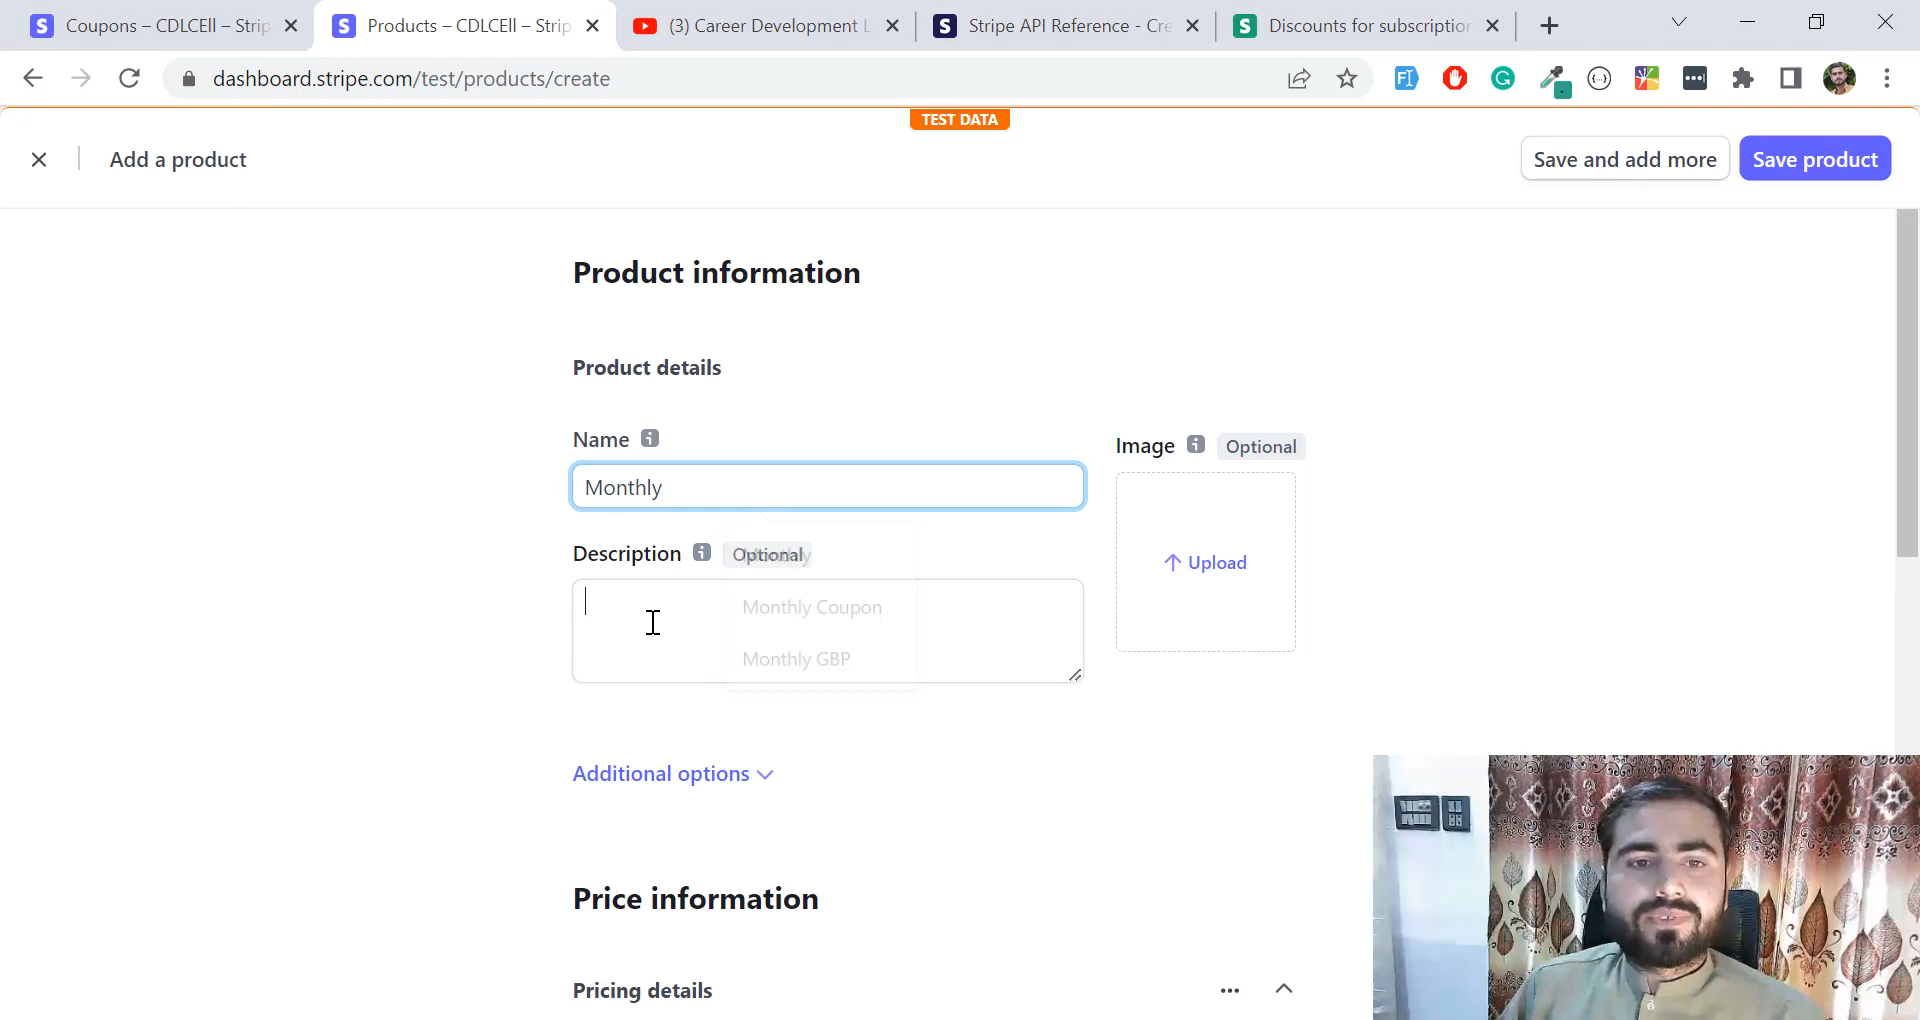 Coupons – CDLCEll – Strip
Products – CDLCEll – Strip
(3) Career Development L
Stripe API Reference - Cre
Discounts for subscription
dashboard.stripe.com/test/products/create
TEST DATA
Add a product
Save and add more
Save product
Product information
Product details
Name
Image
Optional
Monthly
Description
Optional
Monthly
Monthly Coupon
Monthly GBP
Upload
Additional options
Price information
Pricing details